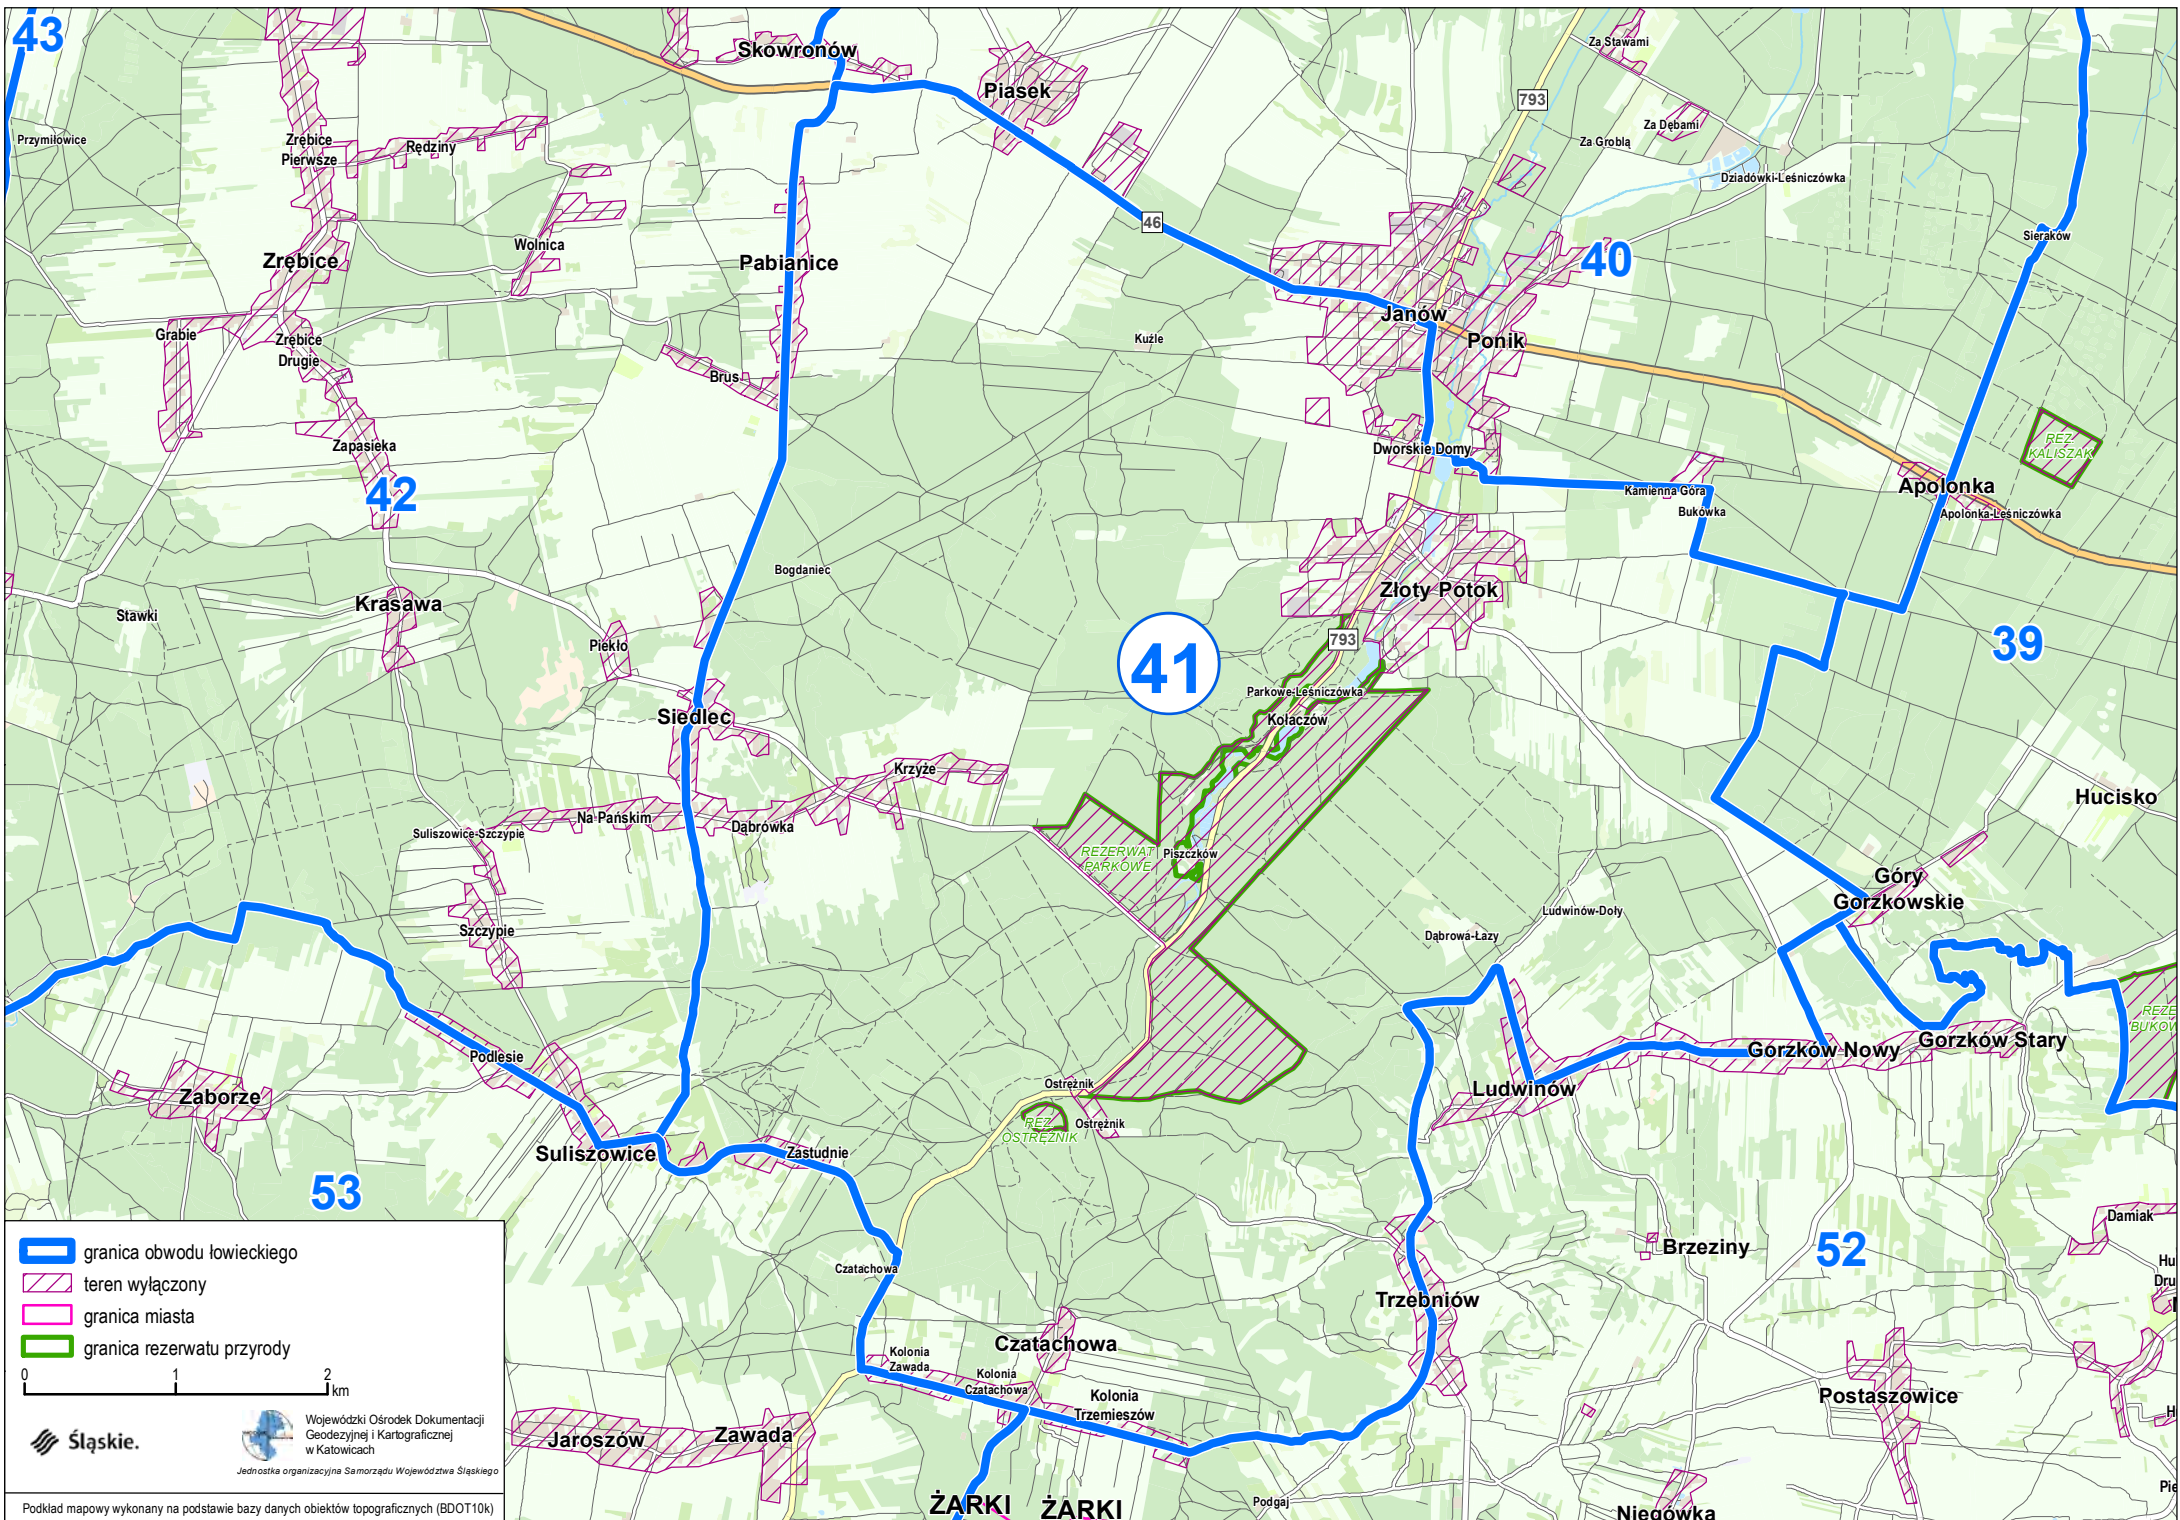 43
Skowronów
Piasek
Za Stawami
793
Za Dębami
Za Groblą
Przymiłowice
Zrębice
Pierwsze
Rędziny
Dziadówki-Leśniczówka
46
Sieraków
Wolnica
Zrębice
Pabianice
40
Janów
Grabie
Zrębice
Drugie
Kuźle
Ponik
Brus
Zapasieka
Dworskie Domy
REZ.
KALISZAK
42
Kamienna Góra
Apolonka
Bukówka
Apolonka-Leśniczówka
Bogdaniec
Złoty Potok
Krasawa
Stawki
Piekło
793
39
41
Parkowe-Leśniczówka
Siedlec
Kołaczów
Krzyże
Hucisko
Na Pańskim
Dąbrówka
Suliszowice-Szczypie
REZERWAT
PARKOWE
Piszczków
Góry
Gorzkowskie
Ludwinów-Doły
Szczypie
Dąbrowa-Łazy
REZE
BUKOW
Gorzków Nowy
Gorzków Stary
Podlesie
Ostrężnik
Ludwinów
Zaborze
REZ.
OSTRĘŻNIK
Ostrężnik
Suliszowice
Zastudnie
53
Damiak
Brzeziny
52
Czatachowa
Hu
Dru
Trzebniów
Czatachowa
Kolonia
Zawada
Kolonia
Czatachowa
Kolonia
Trzemieszów
Postaszowice
H
Jaroszów
Zawada
Pie
ŻARKI
ŻARKI
Podgaj
Niegówka
granica obwodu łowieckiego
teren wyłączony
granica miasta
granica rezerwatu przyrody
0 1 2
km
Śląskie.
Wojewódzki Ośrodek Dokumentacji
Geodezyjnej i Kartograficznej
w Katowicach
Jednostka organizacyjna Samorządu Województwa Śląskiego
Podkład mapowy wykonany na podstawie bazy danych obiektów topograficznych (BDOT10k)